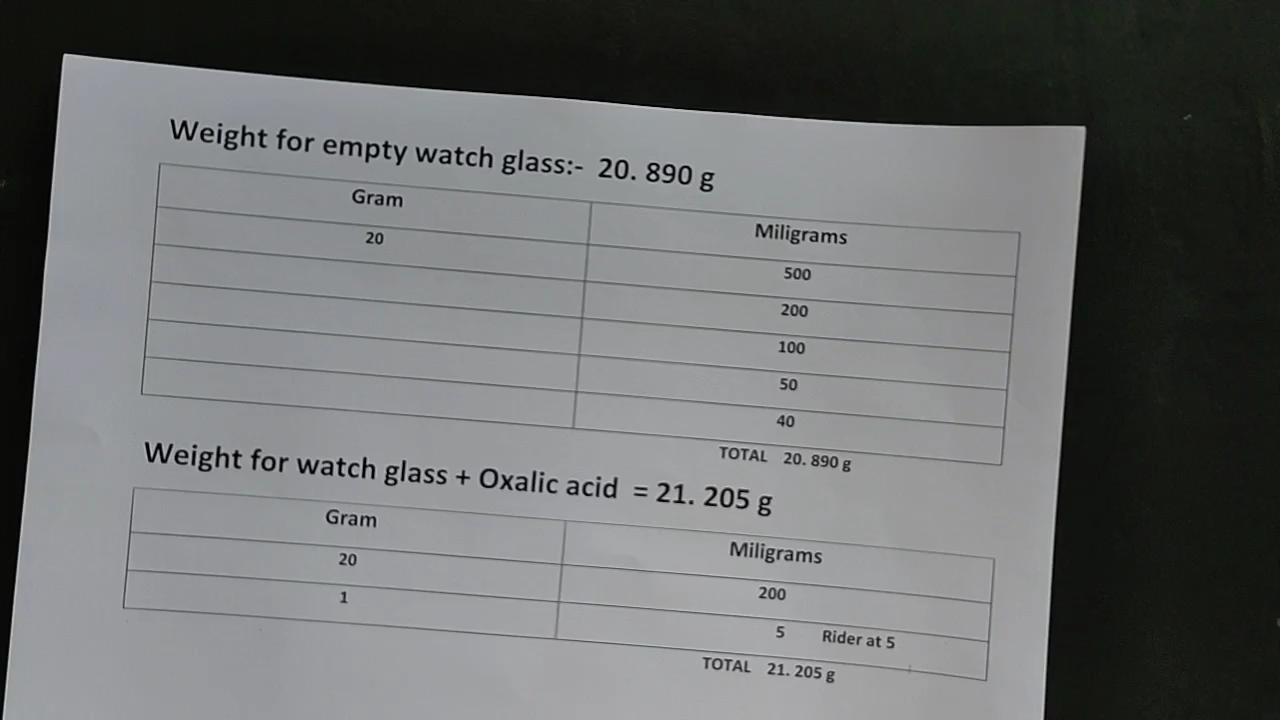 Weight for empty watch glass:- 20. 890 g
Gram Miligrams
20 500
200
100
50
40
TOTAL 20. 890 g
Weight for watch glass + Oxalic acid = 21. 205 g
Gram Miligrams
20 200
1 5 Rider at 5
TOTAL 21. 205 g